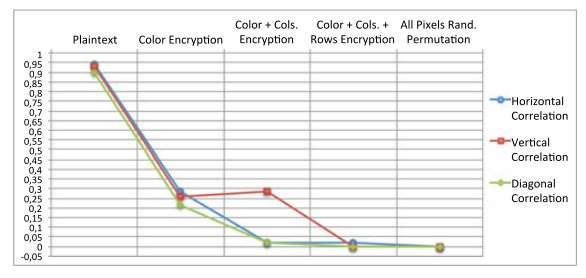 Plaintext
Color Encryption
Color + Cols.
Encryption
Color + Cols. +
Rows Encryption
All Pixels Rand.
Permutation
1
0,95
0,9
0,85
0,8
0,75
0,7
0,65
0,6
0,55
0,5
0,45
0,4
0,35
0,3
0,25
0,2
0,15
0,1
0,05
0
-0,05
Horizontal
Correlation
Vertical
Correlation
Diagonal
Correlation